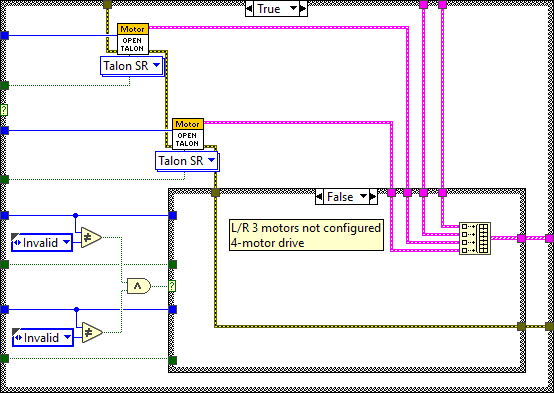 True
Motor
OPEN
TALON
Talon SR
Motor
OPEN
TALON
Talon SR
?
False
L/R 3 motors not configured
4-motor drive
≠
Invalid
∧
?
≠
Invalid